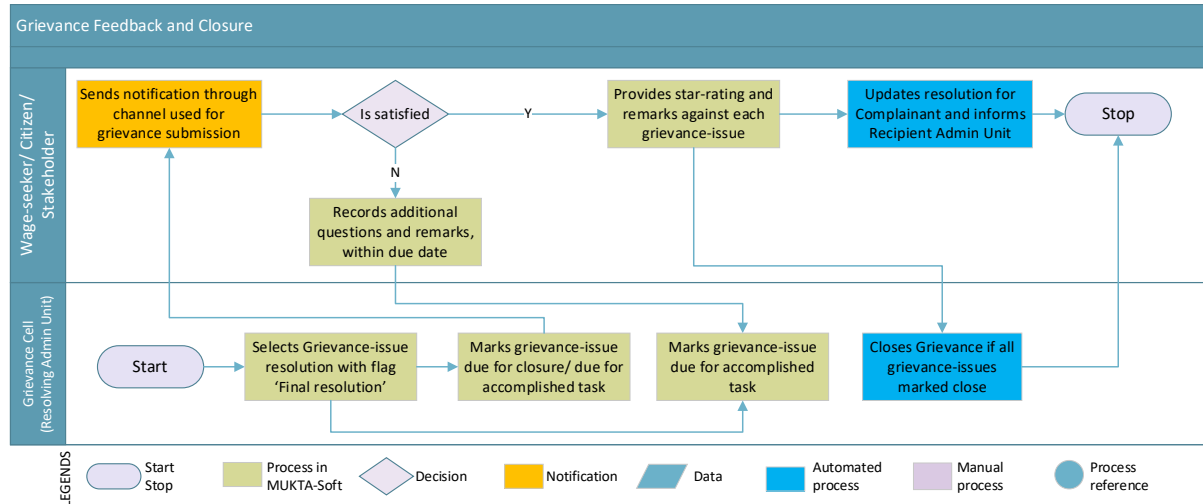 Grievance Feedback and Closure
Wage-seeker/ Citizen/
Stakeholder
Sends notification through
channel used for
grievance submission
Is satisfied
Y
Provides star-rating and
remarks against each
grievance-issue
Updates resolution for
Complainant and informs
Recipient Admin Unit
Stop
N
Records additional
questions and remarks,
within due date
Grievance Cell
(Resolving Admin Unit)
Start
Selects Grievance-issue
resolution with flag
‘Final resolution’
Marks grievance-issue
due for closure/ due for
accomplished task
Marks grievance-issue
due for accomplished
task
Closes Grievance if all
grievance-issues
marked close
LEGENDS
Start
Stop
Process in
MUKTA-Soft
Decision
Notification
Data
Automated
process
Manual
process
Process
reference